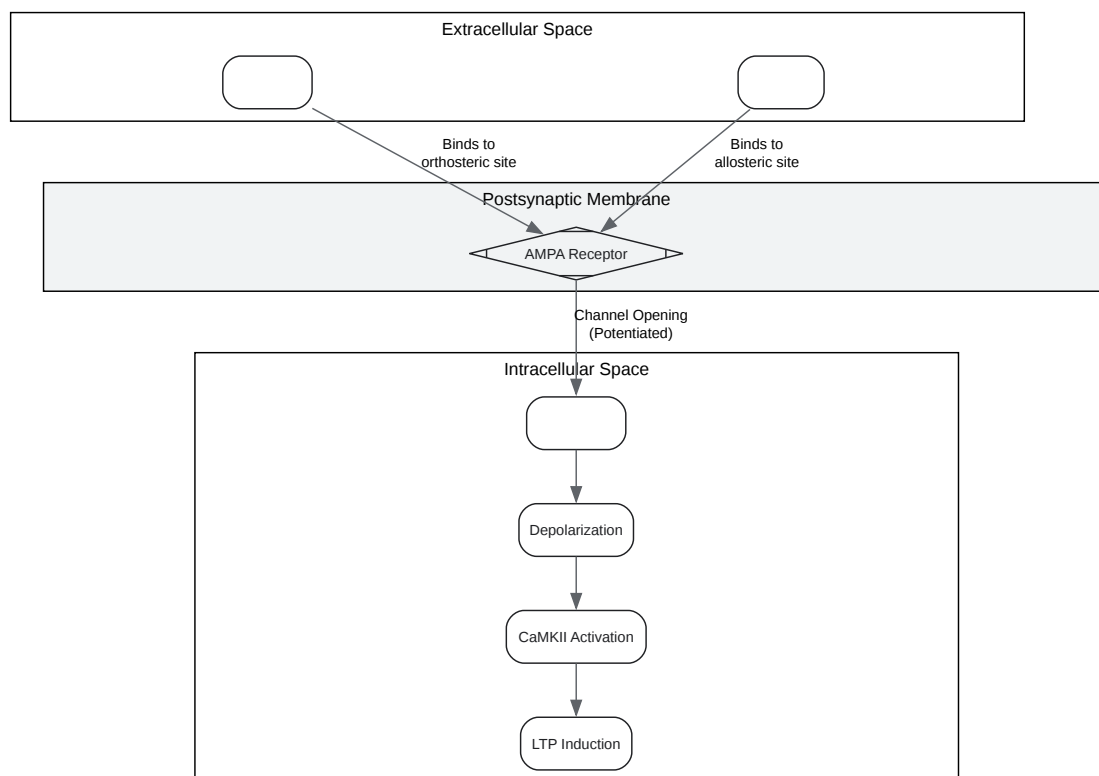 Extracellular Space
Binds to
orthosteric site
Binds to
allosteric site
Postsynaptic Membrane
AMPA Receptor
Channel Opening
(Potentiated)
Intracellular Space
Depolarization
CaMKII Activation
LTP Induction